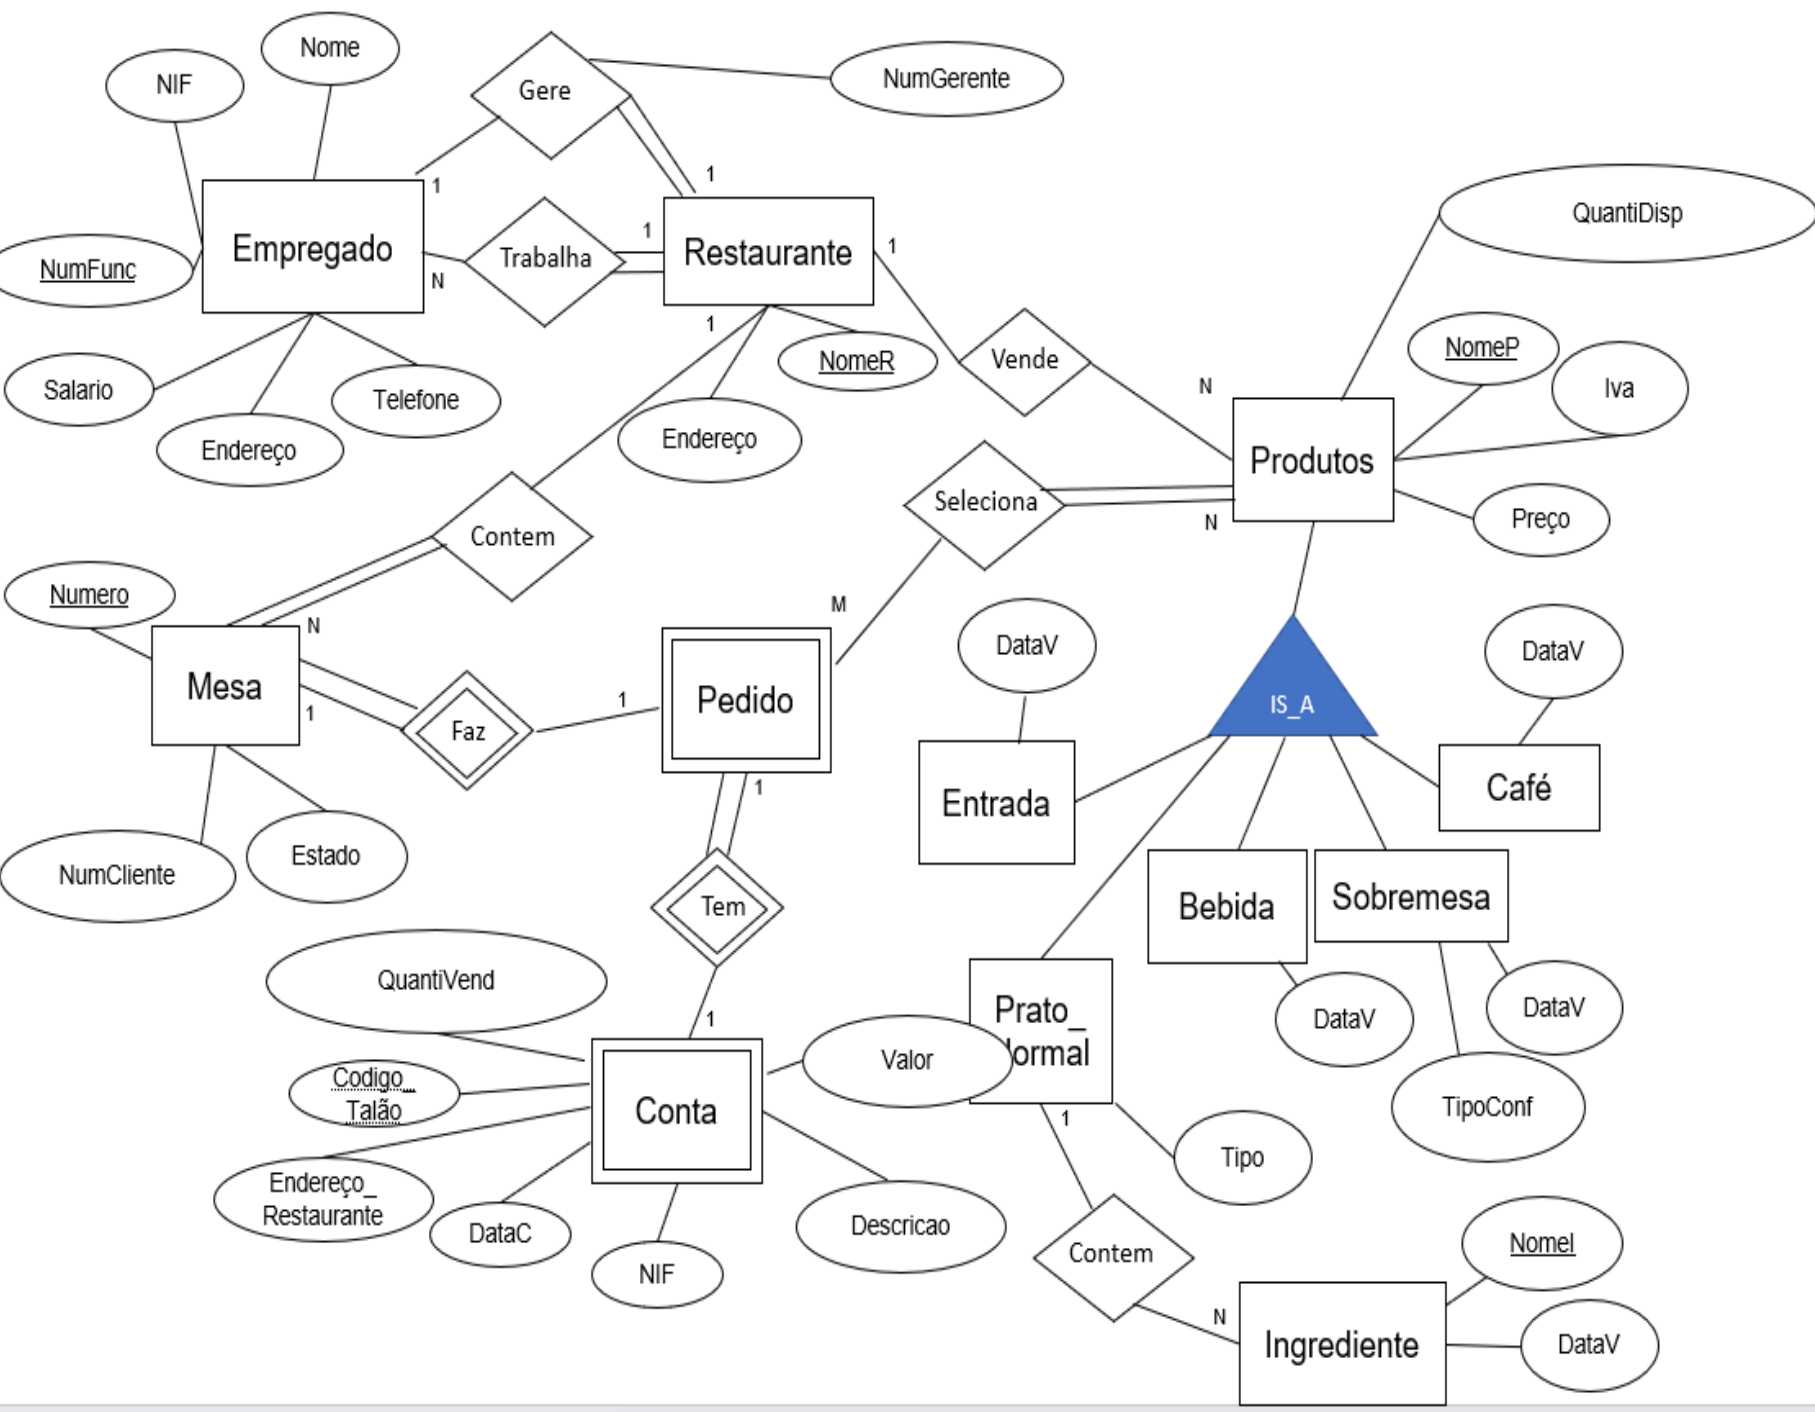 Nome
NIF
Gere
NumGerente
1
1
QuantiDisp
Empregado
NumFunc
N
Trabalha
1
Restaurante
1
1
NomeR
Vende
N
NomeP
Iva
Salario
Endereço
Telefone
Endereço
Produtos
Preço
Seleciona
N
M
Contem
N
Numero
Mesa
1
Faz
1
Pedido
1
NumCliente
Estado
Tem
1
DataV
Entrada
IS_A
DataV
Café
Bebida
Sobremesa
DataV
DataV
TipoConf
QuantiVend
Codigo_
Talão
Endereço_
Restaurante
DataC
NIF
Conta
Valor
Descricao
Prato_
ormal
1
Tipo
Contem
N
Ingrediente
NomeI
DataV